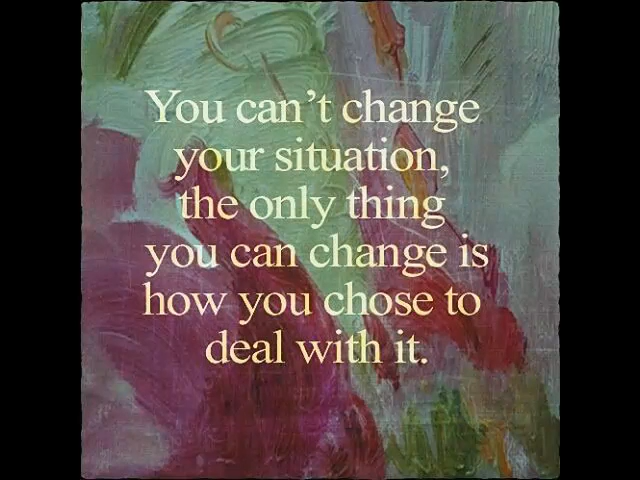 You can't change
your situation,
the only thing
you can change is
how you chose to
deal with it.